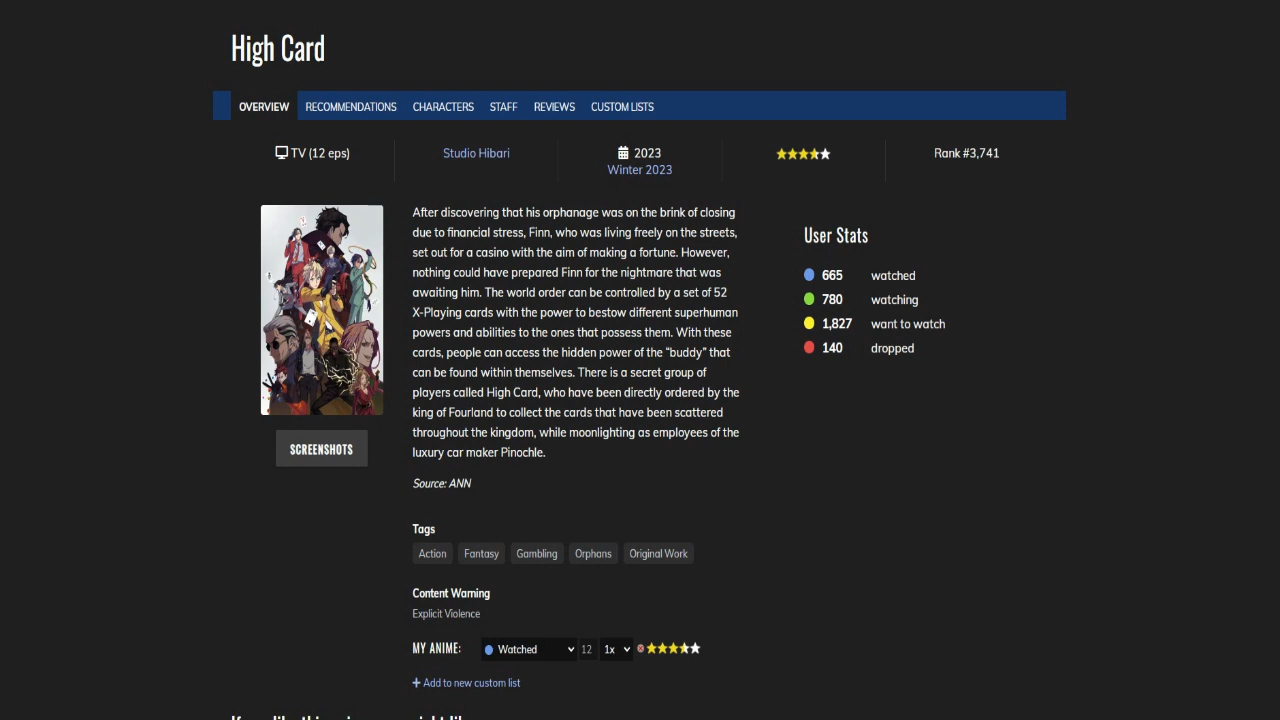 High Card
OVERVIEW RECOMMENDATIONS CHARACTERS STAFF REVIEWS CUSTOM LISTS
TV (12 eps) Studio Hibari 2023 Rank #3,741
Winter 2023
After discovering that his orphanage was on the brink of closing
due to financial stress, Finn, who was living freely on the streets,
set out for a casino with the aim of making a fortune. However,
nothing could have prepared Finn for the nightmare that was
awaiting him. The world order can be controlled by a set of 52
X-Playing cards with the power to bestow different superhuman
powers and abilities to the ones that possess them. With these
cards, people can access the hidden power of the “buddy” that
can be found within themselves. There is a secret group of
players called High Card, who have been directly ordered by the
king of Fourland to collect the cards that have been scattered
throughout the kingdom, while moonlighting as employees of the
luxury car maker Pinochle.
Source: ANN
SCREENSHOTS
Tags
Action Fantasy Gambling Orphans Original Work
Content Warning
Explicit Violence
MY ANIME: Watched 12 1x
+ Add to new custom list
User Stats
665 watched
780 watching
1,827 want to watch
140 dropped